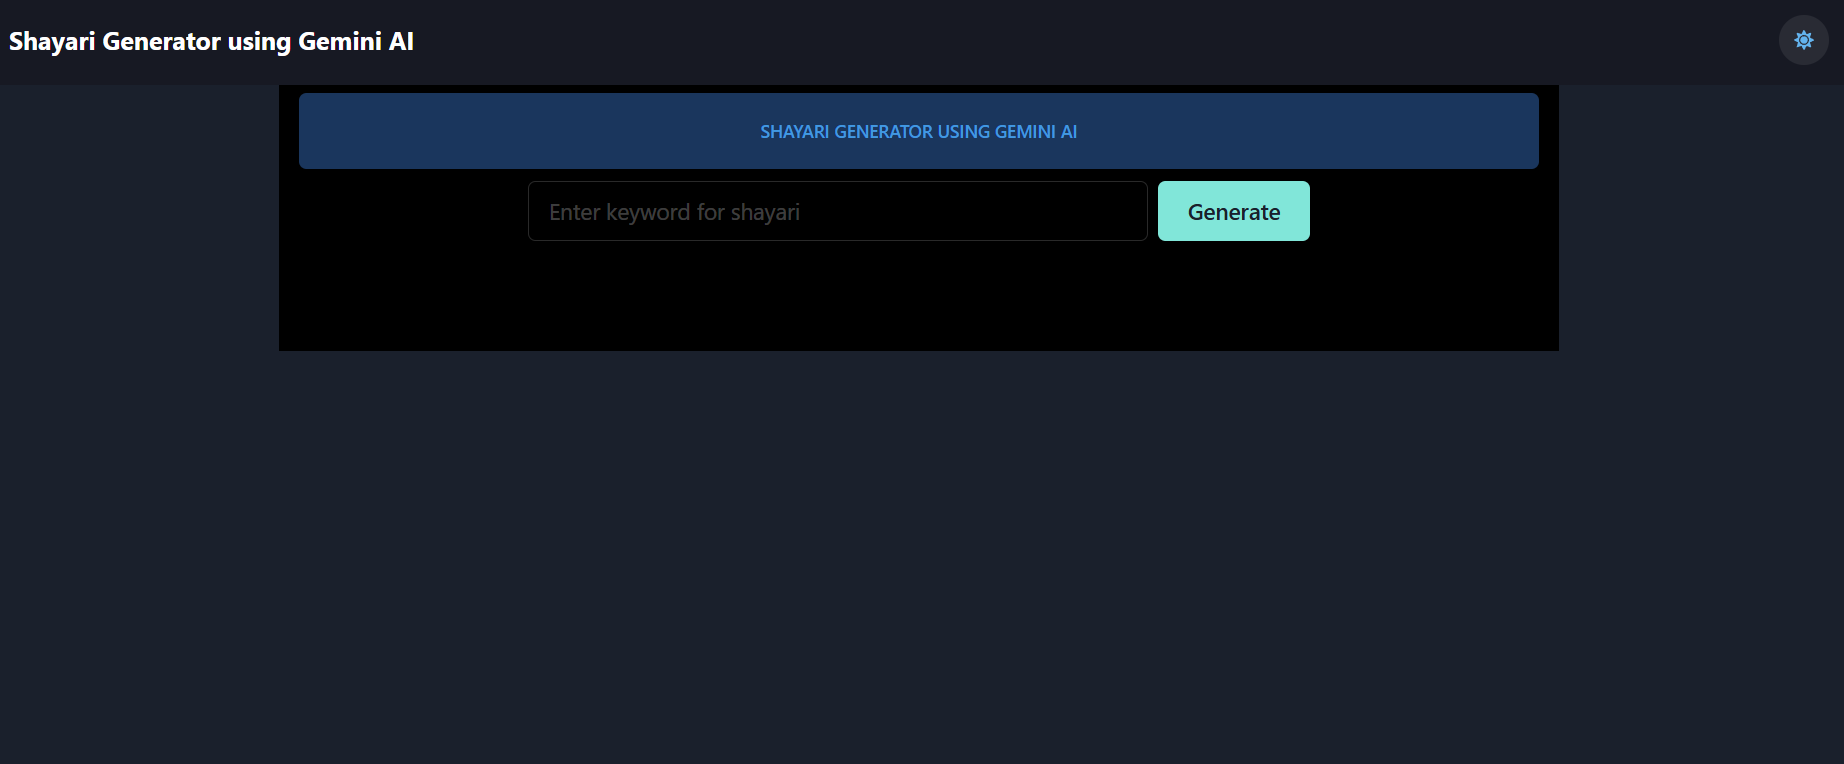 Shayari Generator using Gemini AI
SHAYARI GENERATOR USING GEMINI AI
Enter keyword for shayari
Generate